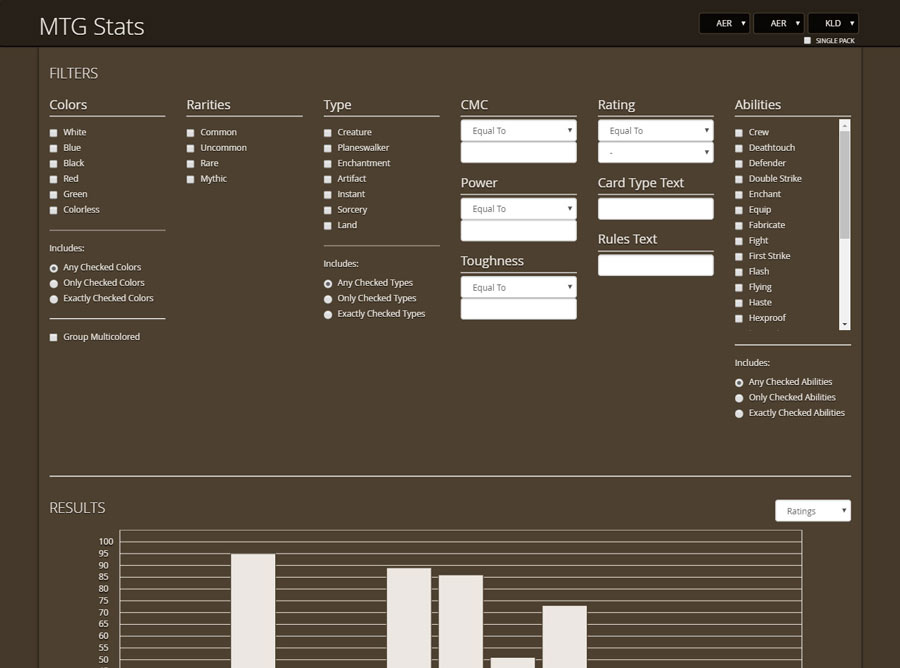 MTG Stats
AER
AER
KLD
SINGLE PACK
FILTERS
Colors
White
Blue
Black
Red
Green
Colorless
Includes:
Any Checked Colors
Only Checked Colors
Exactly Checked Colors
Group Multicolored
Rarities
Common
Uncommon
Rare
Mythic
Type
Creature
Planeswalker
Enchantment
Artifact
Instant
Sorcery
Land
Includes:
Any Checked Types
Only Checked Types
Exactly Checked Types
CMC
Equal To
Power
Equal To
Toughness
Equal To
Rating
Equal To
-
Card Type Text
Rules Text
Abilities
Crew
Deathtouch
Defender
Double Strike
Enchant
Equip
Fabricate
Fight
First Strike
Flash
Flying
Haste
Hexproof
Includes:
Any Checked Abilities
Only Checked Abilities
Exactly Checked Abilities
RESULTS
Ratings
100
95
90
85
80
75
70
65
60
55
50